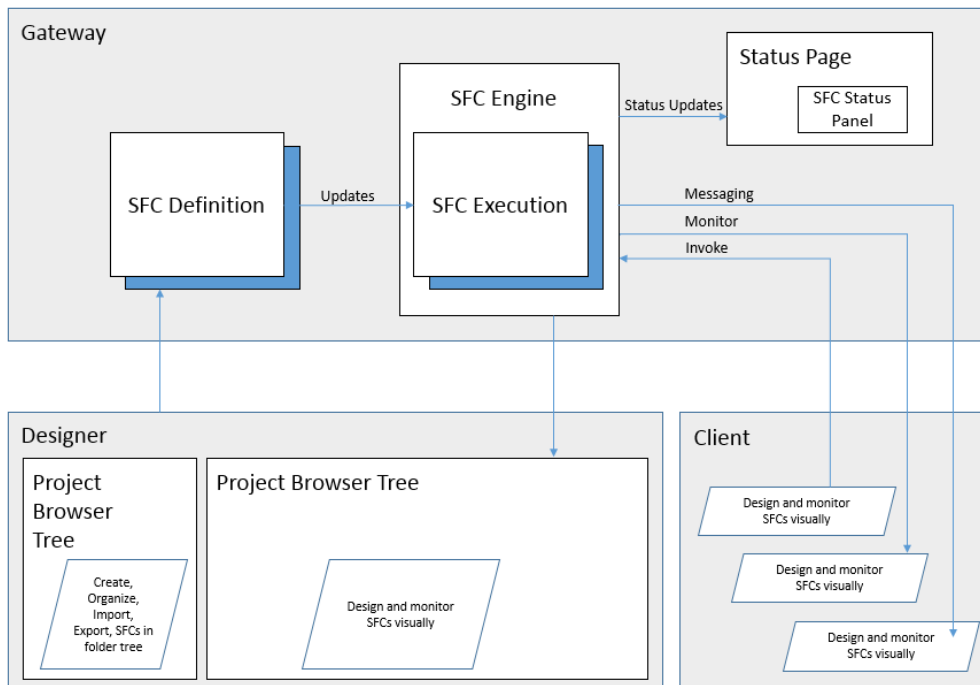 Gateway
Status Page
SFC Status
Panel
SFC Engine
Status Updates
SFC Definition
Updates
SFC Execution
Messaging
Monitor
Invoke
Designer
Project
Browser
Tree
Create,
Organize,
Import,
Export, SFCs in
folder tree
Project Browser Tree
Design and monitor
SFCs visually
Client
Design and monitor
SFCs visually
Design and monitor
SFCs visually
Design and monitor
SFCs visually